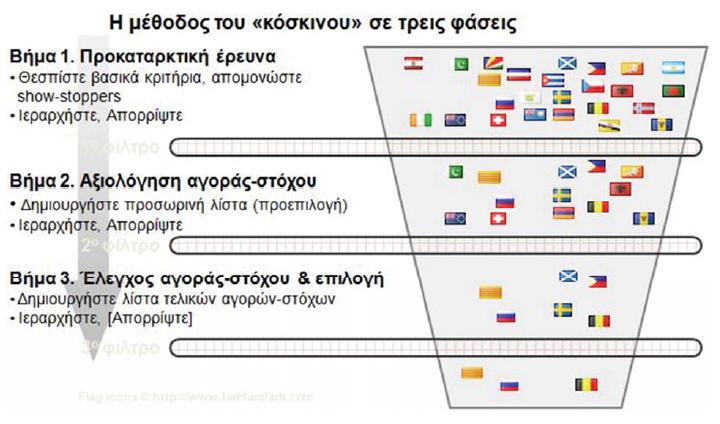 Η μέθοδος του «κόσκινου» σε τρεις φάσεις
Βήμα 1. Προκαταρκτική έρευνα
• Θεσπίστε βασικά κριτήρια, απομονώστε
show-stoppers
• Ιεραρχήστε, Απορρίψτε
1ο φίλτρο
Βήμα 2. Αξιολόγηση αγοράς-στόχου
• Δημιουργήστε προσωρινή λίστα (προεπιλογή)
• Ιεραρχήστε, Απορρίψτε
2ο φίλτρο
Βήμα 3. Έλεγχος αγοράς-στόχου & επιλογή
• Δημιουργήστε λίστα τελικών αγορών-στόχων
• Ιεραρχήστε, [Απορρίψτε]
3ο φίλτρο
Flag icons © http://www.famfamfam.com